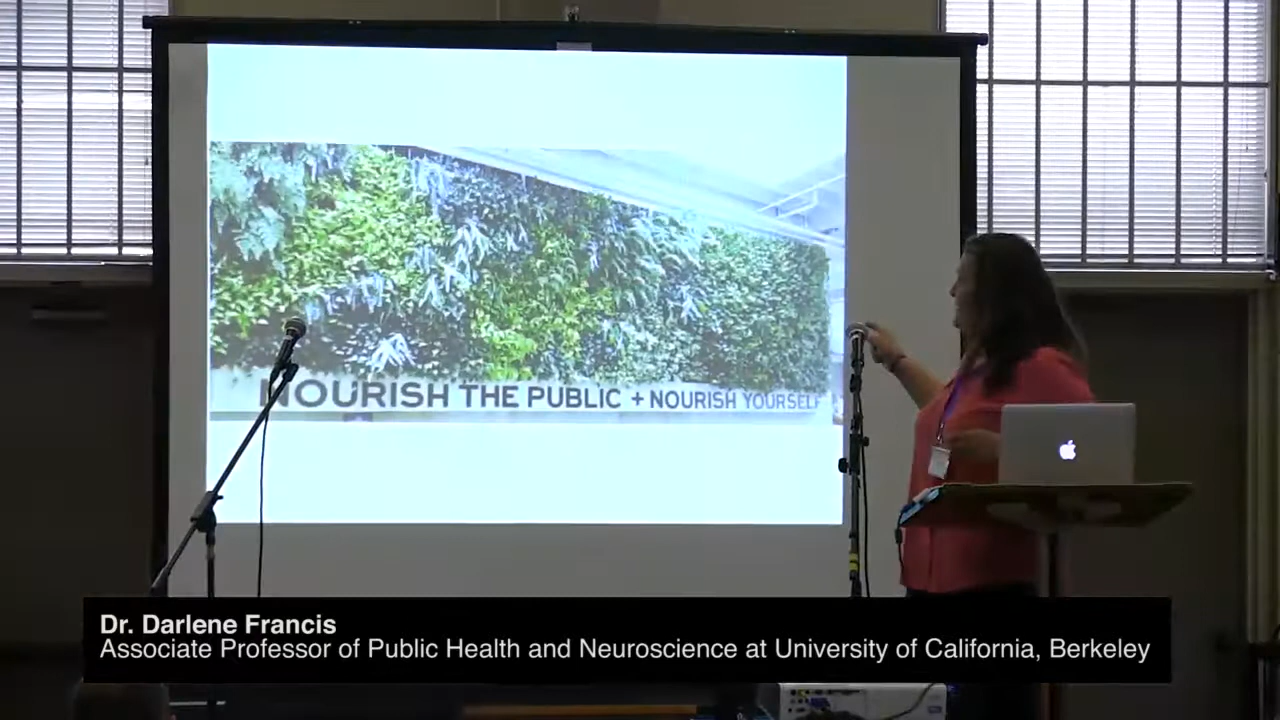 NOURISH THE PUBLIC + NOURISH YOURSELF
Dr. Darlene Francis
Associate Professor of Public Health and Neuroscience at University of California, Berkeley